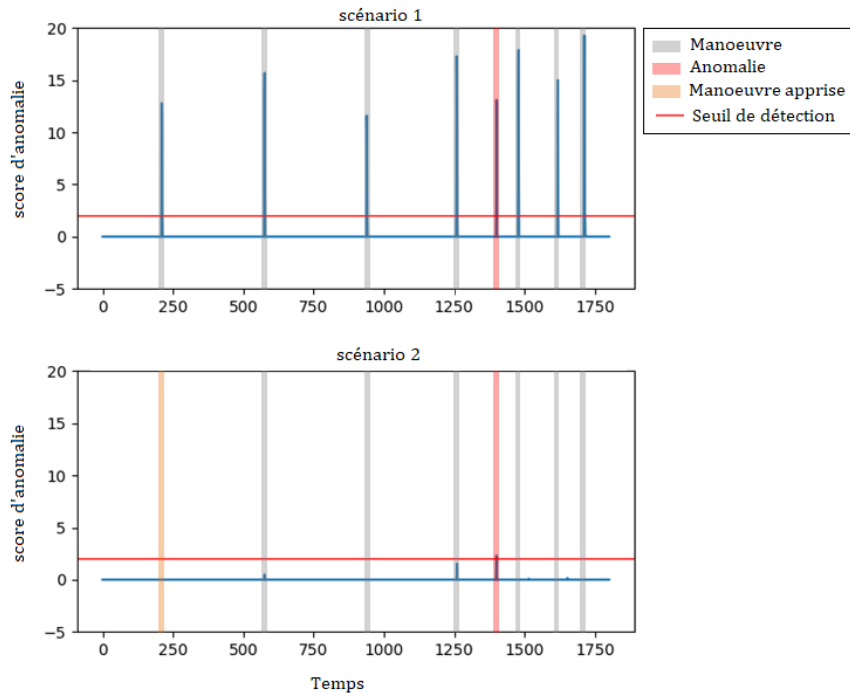 scénario 1
20
15
10
5
0
−5
score d'anomalie
0 250 500 750 1000 1250 1500 1750
Manoeuvre
Anomalie
Manoeuvre apprise
Seuil de détection
scénario 2
20
15
10
5
0
−5
score d'anomalie
0 250 500 750 1000 1250 1500 1750
Temps